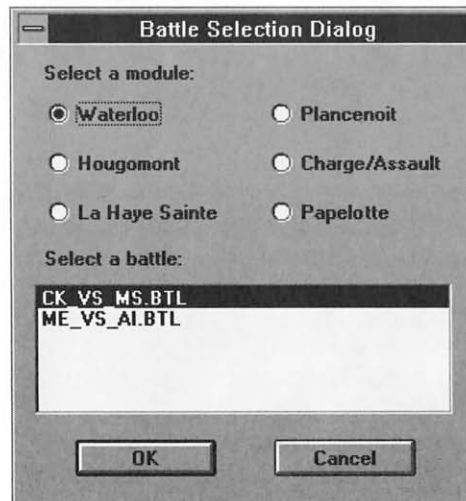 Battle Selection Dialog
Select a module:
Waterloo
Plancenoit
Hougomont
Charge/Assault
La Haye Sainte
Papelotte
Select a battle:
CK_VS_MS.BTL
ME_VS_AI.BTL
OK
Cancel